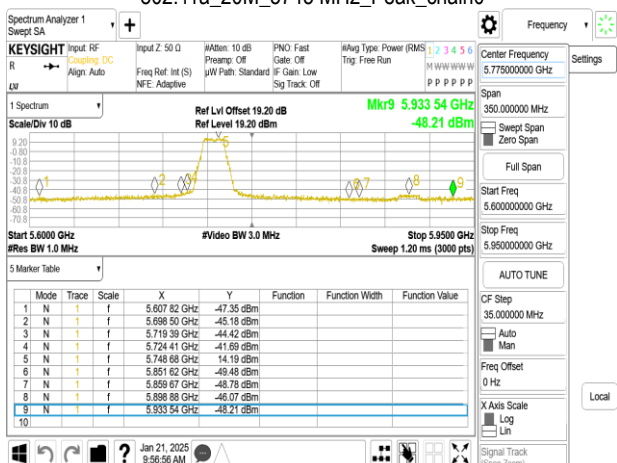 802.11a_20M_5745 MHz_Peak_chain0
Spectrum Analyzer 1
Swept SA
Frequency
Settings
KEYSIGHT
R
Input: RF
Coupling: DC
Align: Auto
Input Z: 50 Ω
Freq Ref: Int (S)
NFE: Adaptive
#Atten: 10 dB
Preamp: Off
µW Path: Standard
PNO: Fast
Gate: Off
IF Gain: Low
Sig Track: Off
#Avg Type: Power (RMS
Trig: Free Run
1 2 3 4 5 6
M W W W W W
P P P P P P
1 Spectrum
Scale/Div 10 dB
Ref Lvl Offset 19.20 dB
Ref Level 19.20 dBm
Mkr9 5.933 54 GHz
-48.21 dBm
9.20
-0.80
-10.8
-20.8
-30.8
-40.8
-50.8
-60.8
-70.8
1
2
5
7
8
9
Start 5.6000 GHz
#Video BW 3.0 MHz
Stop 5.9500 GHz
#Res BW 1.0 MHz
Sweep 1.20 ms (3000 pts)
5 Marker Table
Mode Trace Scale X Y Function Function Width Function Value
1 N 1 f 5.607 82 GHz -47.35 dBm
2 N 1 f 5.698 50 GHz -45.18 dBm
3 N 1 f 5.719 39 GHz -44.42 dBm
4 N 1 f 5.724 41 GHz -41.69 dBm
5 N 1 f 5.748 68 GHz 14.19 dBm
6 N 1 f 5.851 62 GHz -49.48 dBm
7 N 1 f 5.859 67 GHz -48.78 dBm
8 N 1 f 5.898 88 GHz -46.07 dBm
9 N 1 f 5.933 54 GHz -48.21 dBm
10
Center Frequency
5.775000000 GHz
Span
350.000000 MHz
Swept Span
Zero Span
Full Span
Start Freq
5.600000000 GHz
Stop Freq
5.950000000 GHz
AUTO TUNE
CF Step
35.000000 MHz
Auto
Man
Freq Offset
0 Hz
X Axis Scale
Log
Lin
Signal Track
Local
?
Jan 21, 2025
9:56:56 AM